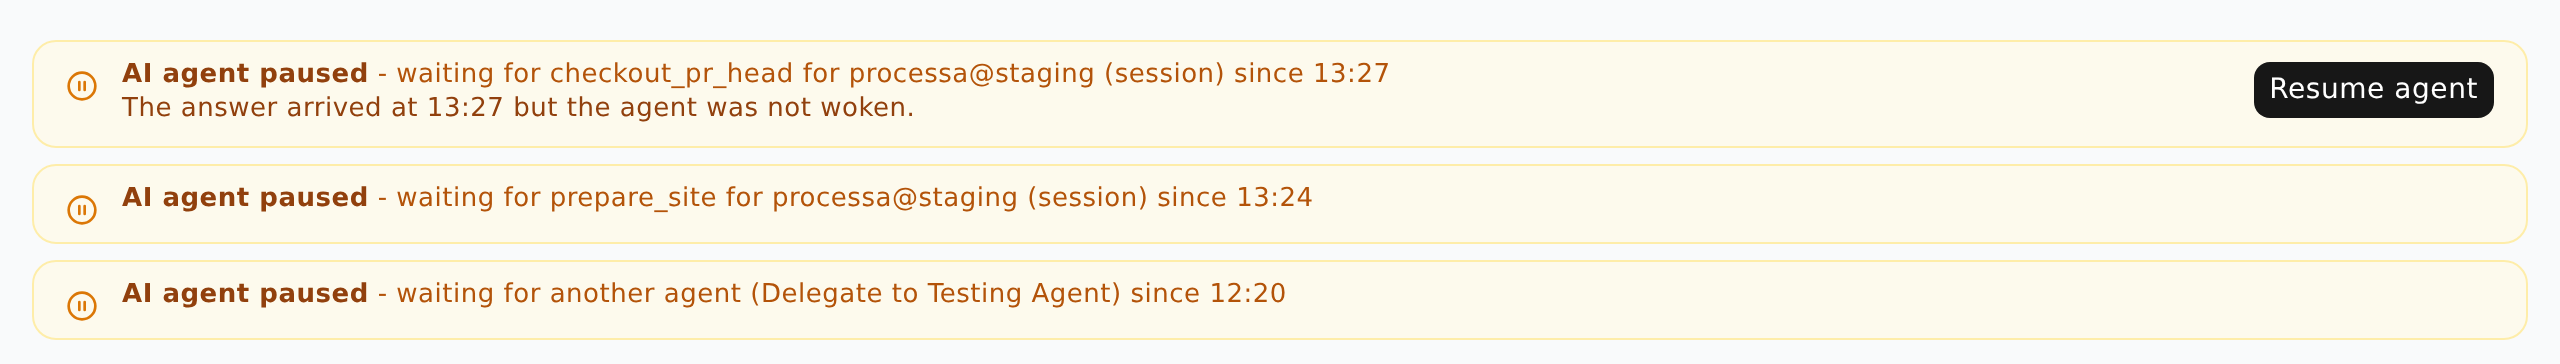 AI agent paused - waiting for checkout_pr_head for processa@staging (session) since 13:27
The answer arrived at 13:27 but the agent was not woken.
Resume agent
AI agent paused - waiting for prepare_site for processa@staging (session) since 13:24
AI agent paused - waiting for another agent (Delegate to Testing Agent) since 12:20